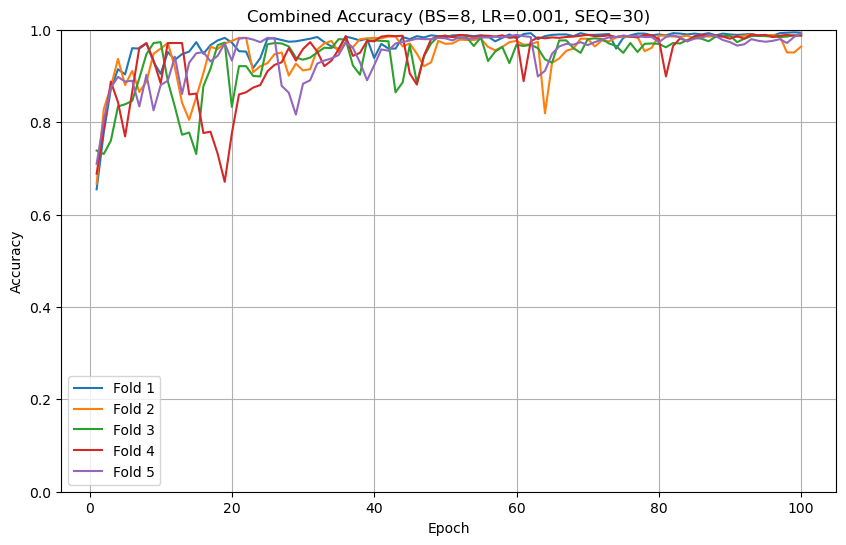 Combined Accuracy (BS=8, LR=0.001, SEQ=30)
1.0
0.8
0.6
0.4
0.2
0.0
Accuracy
Fold 1
Fold 2
Fold 3
Fold 4
Fold 5
0 20 40 60 80 100
Epoch